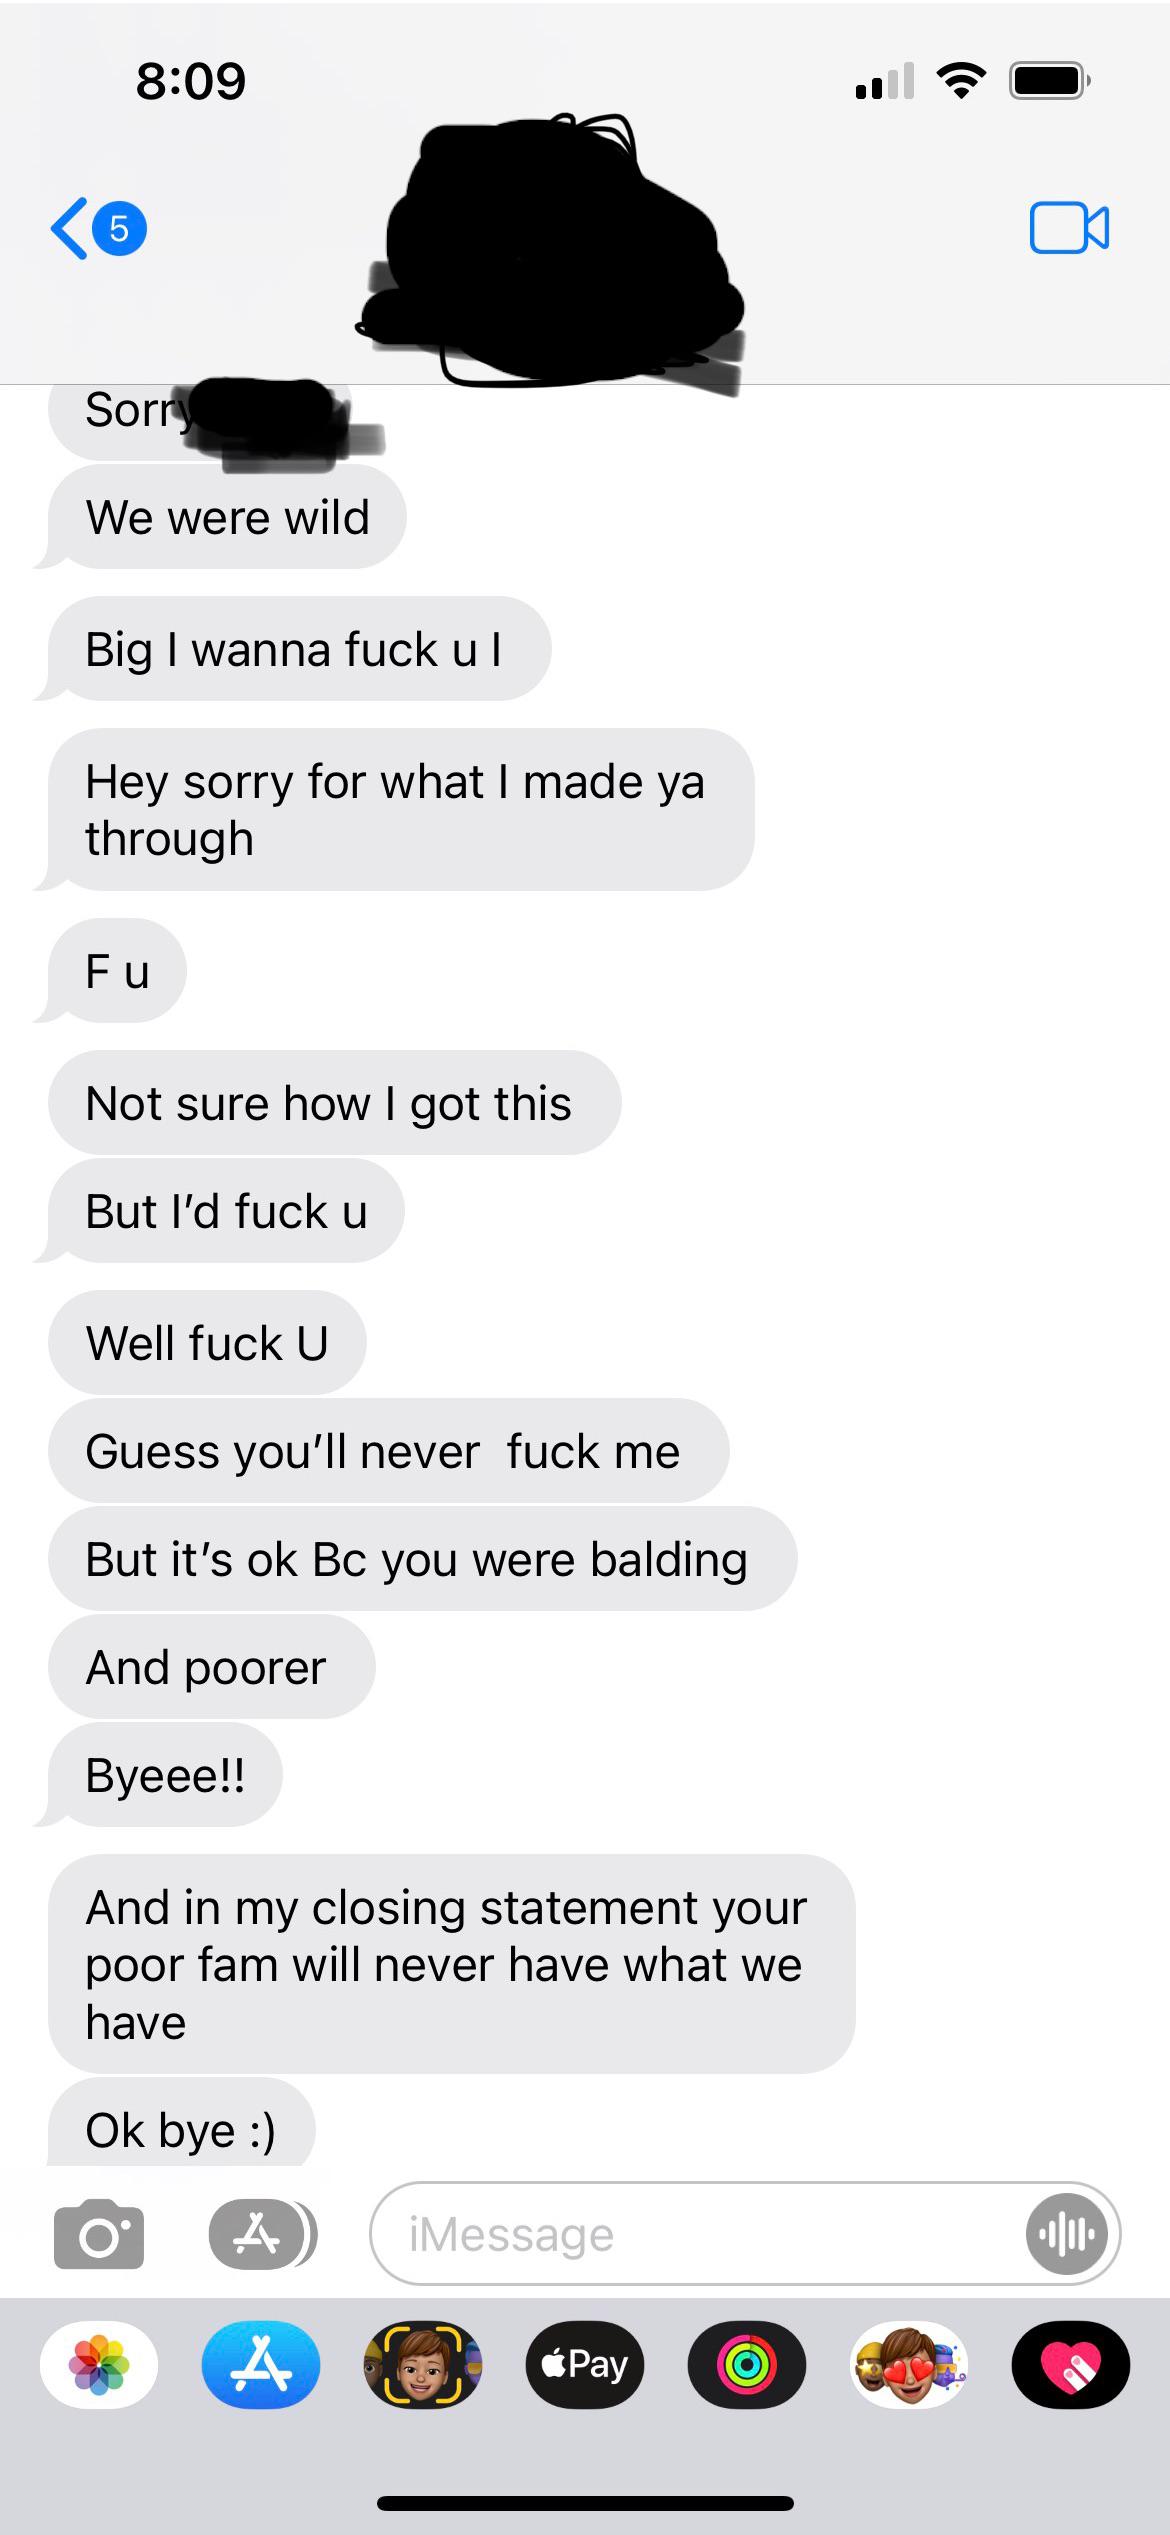 8:09
5
Sorry
We were wild
Big I wanna fuck u I
Hey sorry for what I made ya
through
F u
Not sure how I got this
But I’d fuck u
Well fuck U
Guess you’ll never  fuck me
But it’s ok Bc you were balding
And poorer
Byeee!!
And in my closing statement your
poor fam will never have what we
have
Ok bye :)
iMessage
Pay